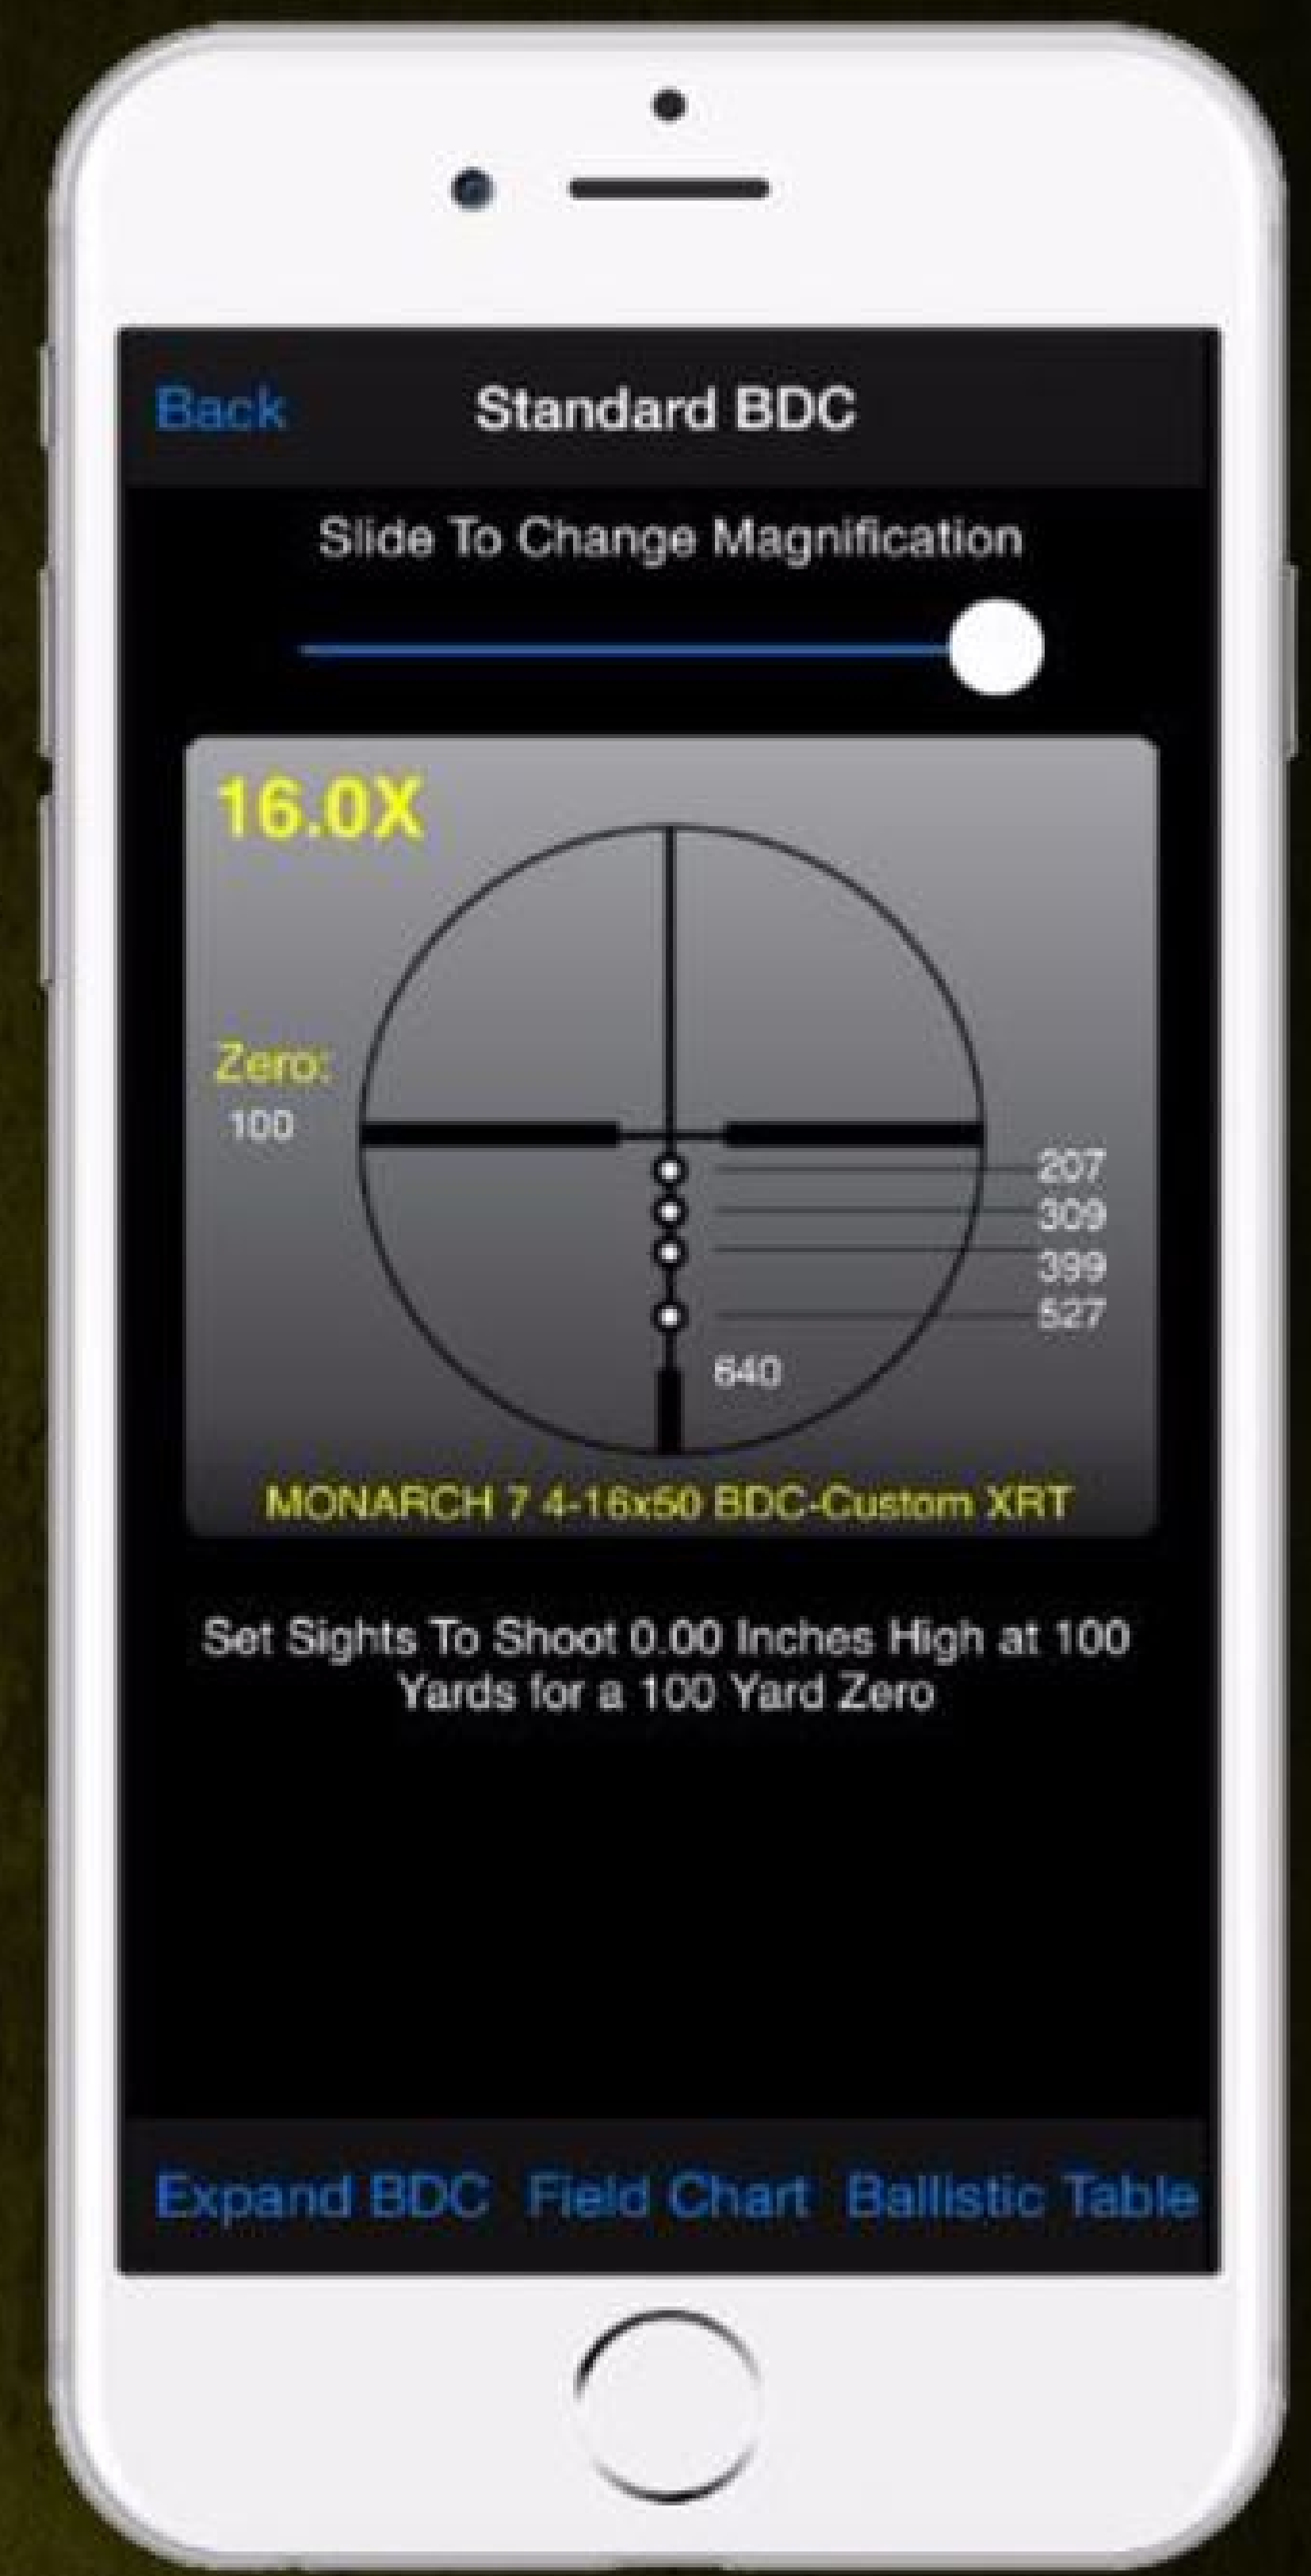 Back Standard BDC
Slide To Change Magnification
16.0X
Zero:
100
207
309
399
527
640
MONARCH 7 4-16x50 BDC-Custom XRT
Set Sights To Shoot 0.00 Inches High at 100
Yards for a 100 Yard Zero
Expand BDC Field Chart Ballistic Table